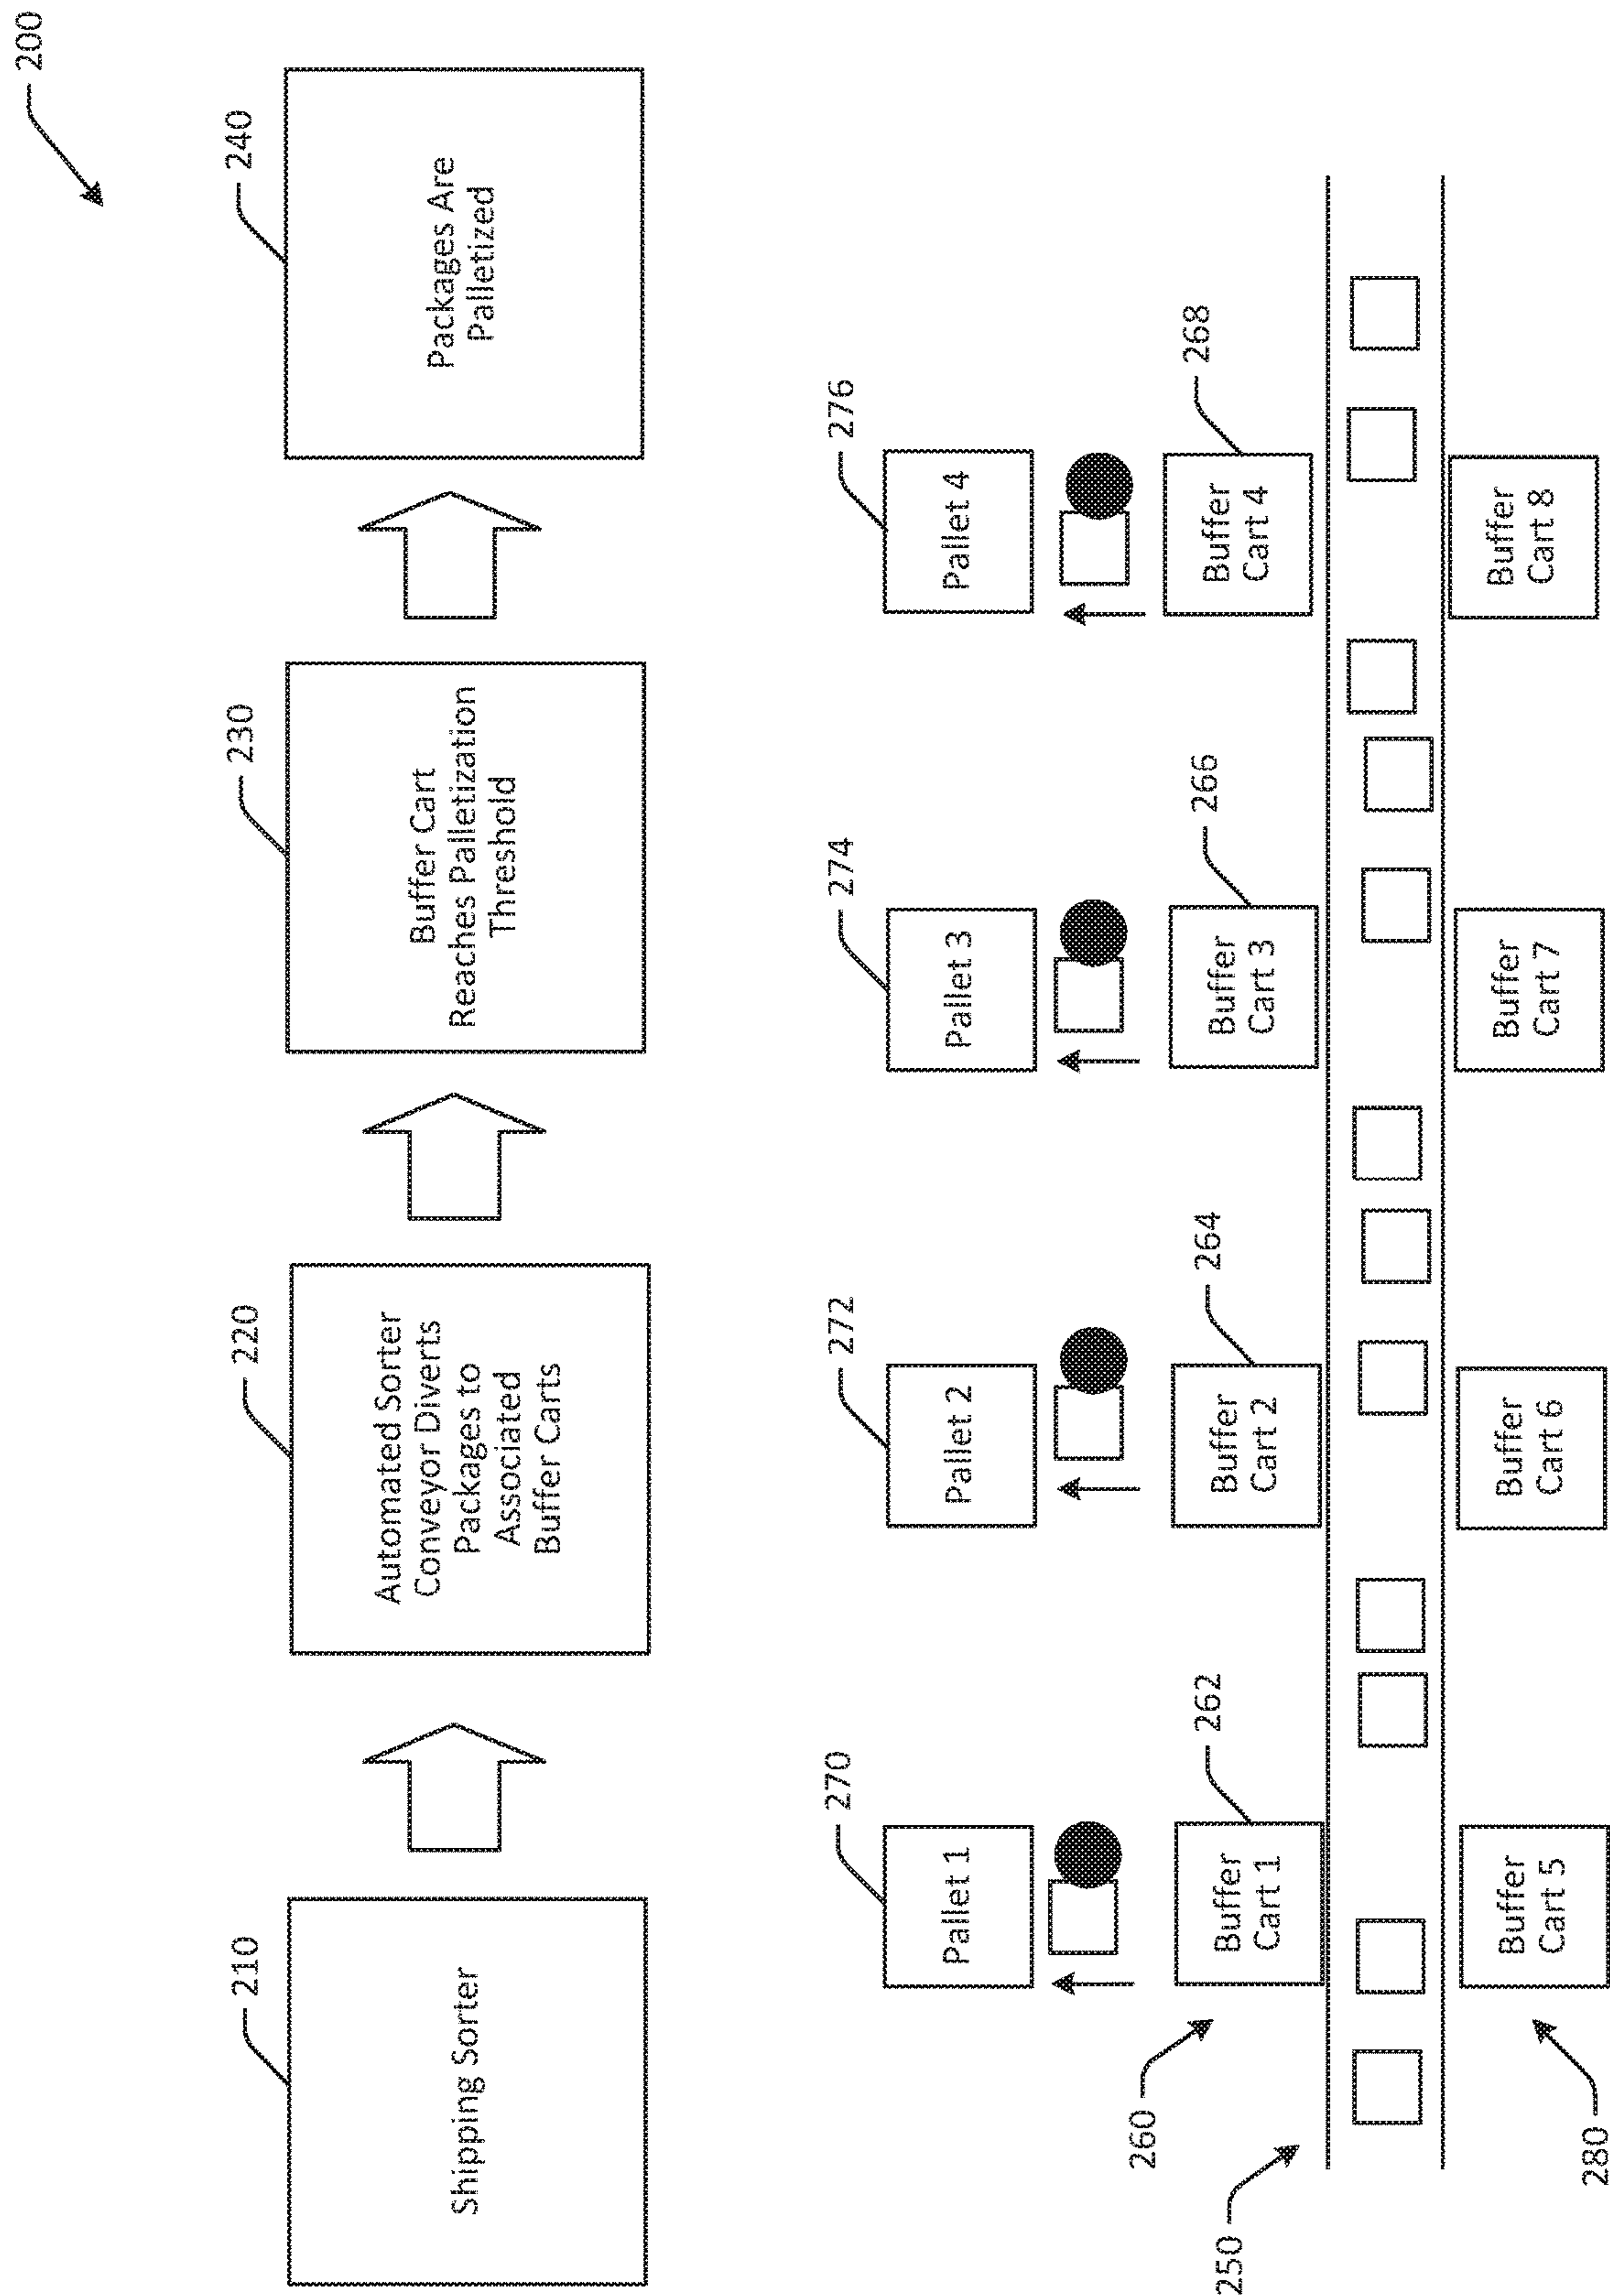 200
210
Shipping Sorter
220
Automated Sorter
Conveyor Diverts
Packages to
Associated
Buffer Carts
230
Buffer Cart
Reaches Palletization
Threshold
240
Packages Are
Palletized
270
Pallet 1
272
Pallet 2
274
Pallet 3
276
Pallet 4
260
262
Buffer
Cart 1
264
Buffer
Cart 2
266
Buffer
Cart 3
268
Buffer
Cart 4
250
280
Buffer
Cart 5
Buffer
Cart 6
Buffer
Cart 7
Buffer
Cart 8